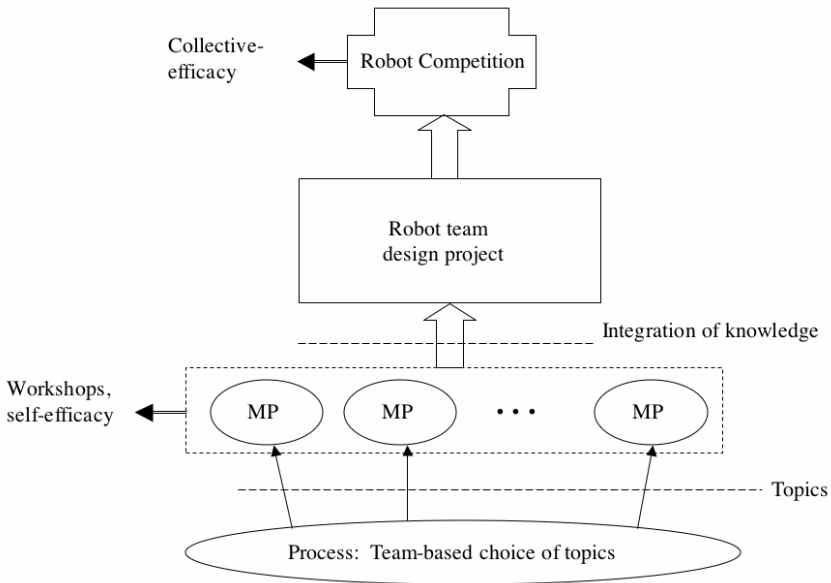 Collective-
efficacy
Robot Competition
Robot team
design project
Integration of knowledge
Workshops,
self-efficacy
MP
MP
• • •
MP
Topics
Process: Team-based choice of topics